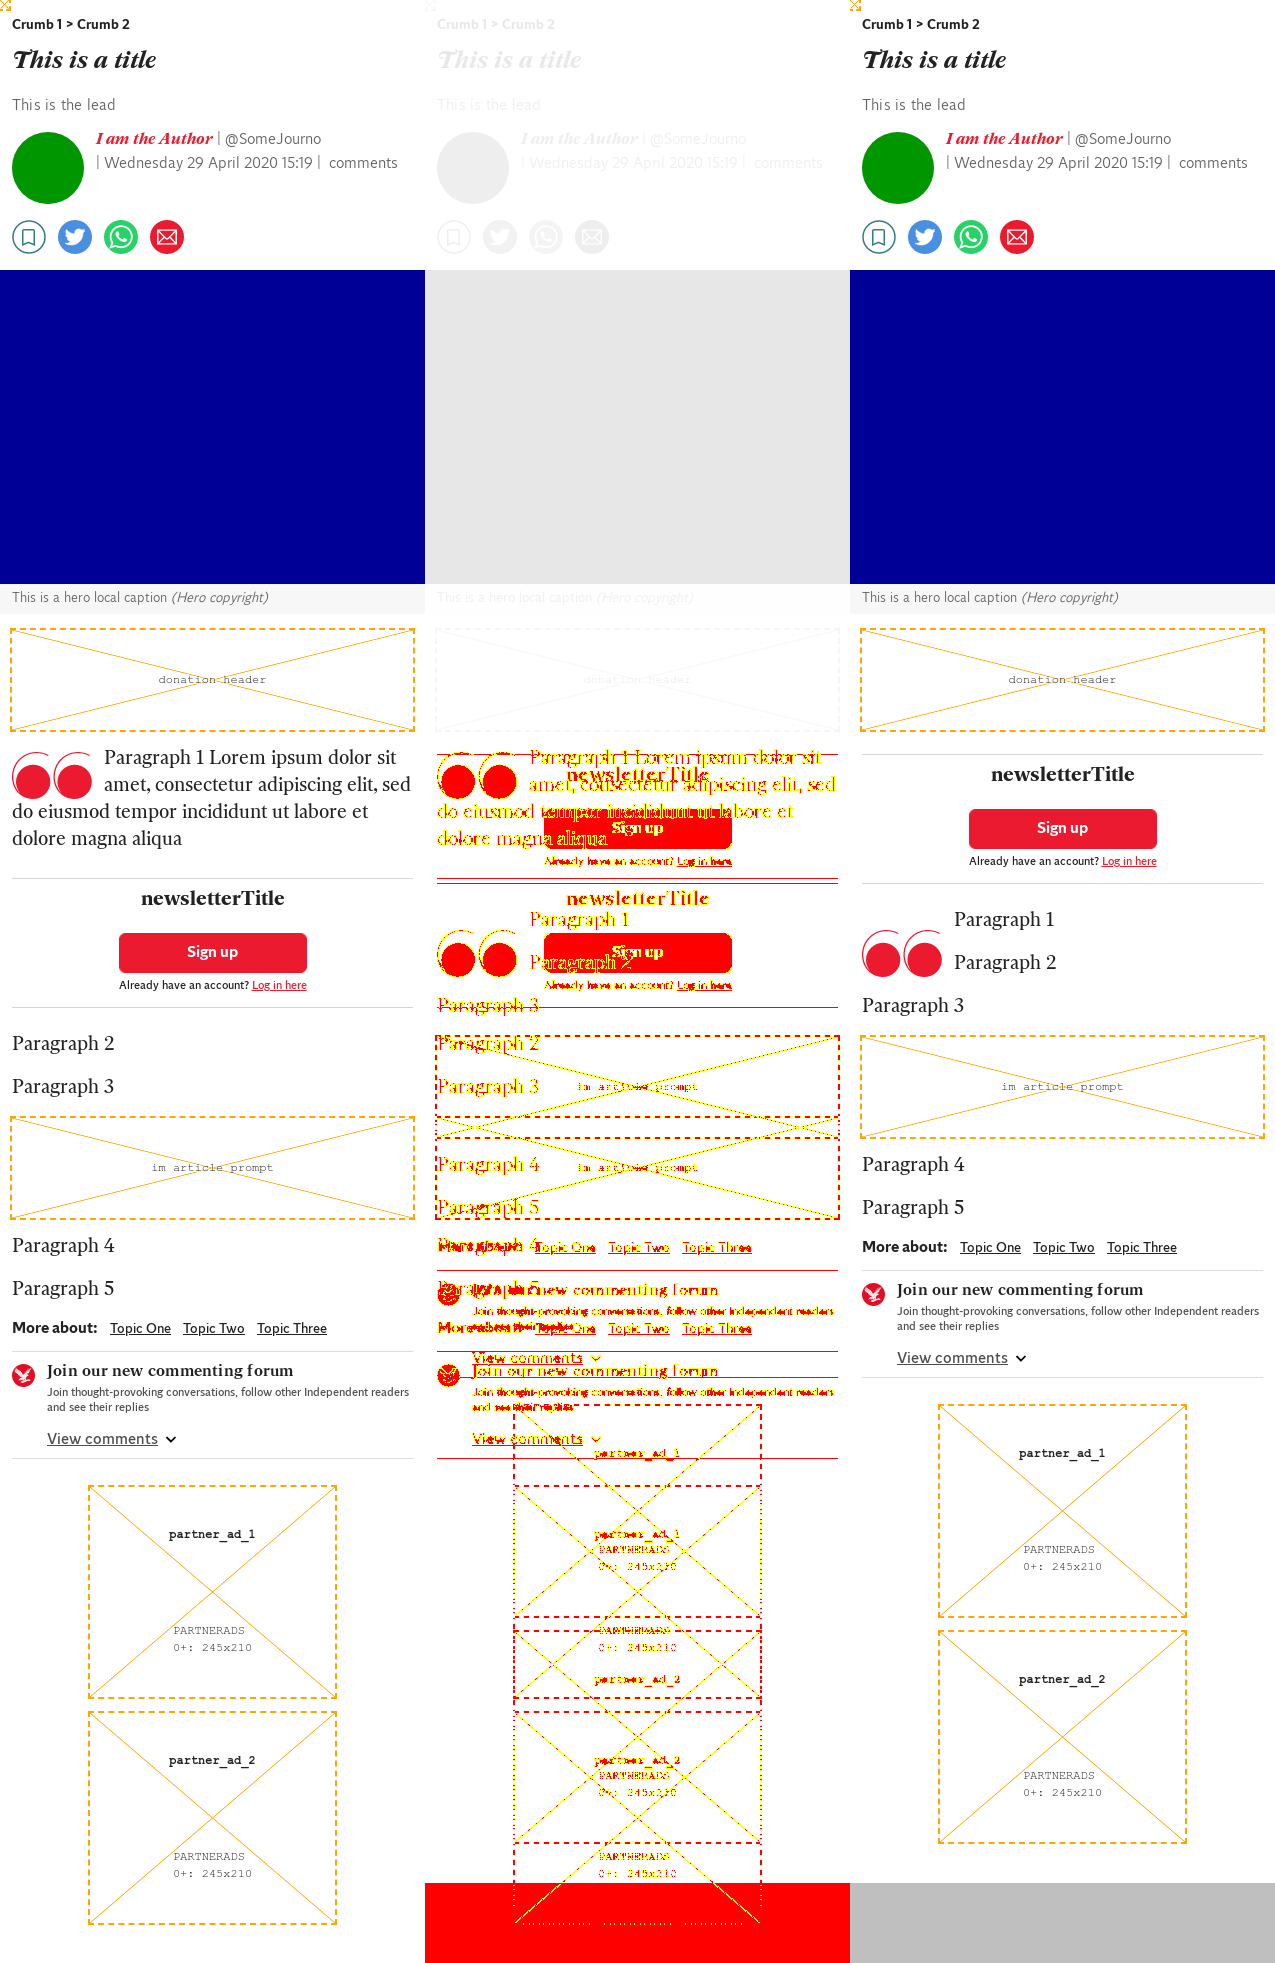 Crumb 1 > Crumb 2
This is a title
This is the lead
I am the Author | @SomeJourno
| Wednesday 29 April 2020 15:19 | comments
This is a hero local caption (Hero copyright)
donation header
Paragraph 1 Lorem ipsum dolor sit
amet, consectetur adipiscing elit, sed
do eiusmod tempor incididunt ut labore et
dolore magna aliqua
newsletterTitle
Sign up
Already have an account? Log in here
Paragraph 2
Paragraph 3
im article prompt
Paragraph 4
Paragraph 5
More about: Topic One Topic Two Topic Three
Join our new commenting forum
Join thought-provoking conversations, follow other Independent readers
and see their replies
View comments
partner_ad_1
PARTNERADS
0+: 245x210
partner_ad_2
PARTNERADS
0+: 245x210
Crumb 1 > Crumb 2
This is a title
This is the lead
I am the Author | @SomeJourno
| Wednesday 29 April 2020 15:19 | comments
This is a hero local caption (Hero copyright)
donation header
Paragraph 1 Lorem ipsum dolor sit
newsletterTitle
amet, consectetur adipiscing elit, sed
do eiusmod tempor incididunt ut labore et
Sign up
dolore magna aliqua
Already have an account? Log in here
newsletterTitle
Paragraph 1
Sign up
Paragraph 2
Already have an account? Log in here
Paragraph 3
Paragraph 2
Paragraph 3
im article prompt
Paragraph 4
im article prompt
Paragraph 5
Topic One Topic Two Topic Three
new commenting forum
Join thought-provoking conversations, follow other Independent readers
More about: Topic One Topic Two Topic Three
View comments
Join our new commenting forum
Join thought-provoking conversations, follow other Independent readers
and see their replies
View comments
partner_ad_1
partner_ad_1
PARTNERADS
0+: 245x210
PARTNERADS
0+: 245x210
partner_ad_2
partner_ad_2
PARTNERADS
0+: 245x210
PARTNERADS
0+: 245x210
Crumb 1 > Crumb 2
This is a title
This is the lead
I am the Author | @SomeJourno
| Wednesday 29 April 2020 15:19 | comments
This is a hero local caption (Hero copyright)
donation header
newsletterTitle
Sign up
Already have an account? Log in here
Paragraph 1
Paragraph 2
Paragraph 3
im article prompt
Paragraph 4
Paragraph 5
More about: Topic One Topic Two Topic Three
Join our new commenting forum
Join thought-provoking conversations, follow other Independent readers
and see their replies
View comments
partner_ad_1
PARTNERADS
0+: 245x210
partner_ad_2
PARTNERADS
0+: 245x210